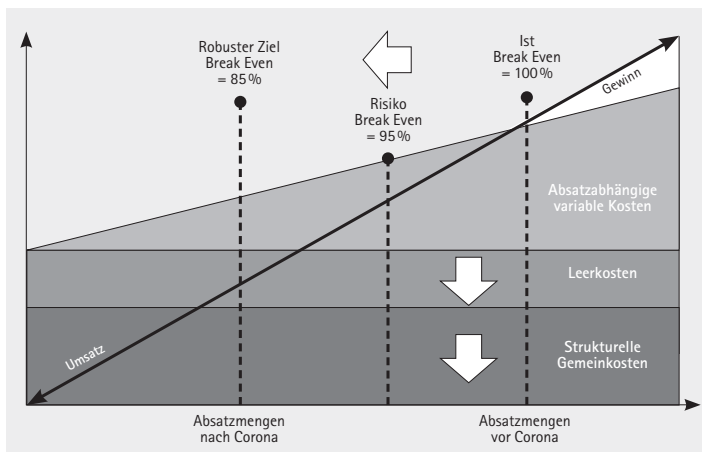 Robuster Ziel
Break Even
= 85 %
Risiko
Break Even
= 95 %
Ist
Break Even
= 100 %
Gewinn
Absatzabhängige
variable Kosten
Leerkosten
Strukturelle
Gemeinkosten
Umsatz
Absatzmengen
nach Corona
Absatzmengen
vor Corona